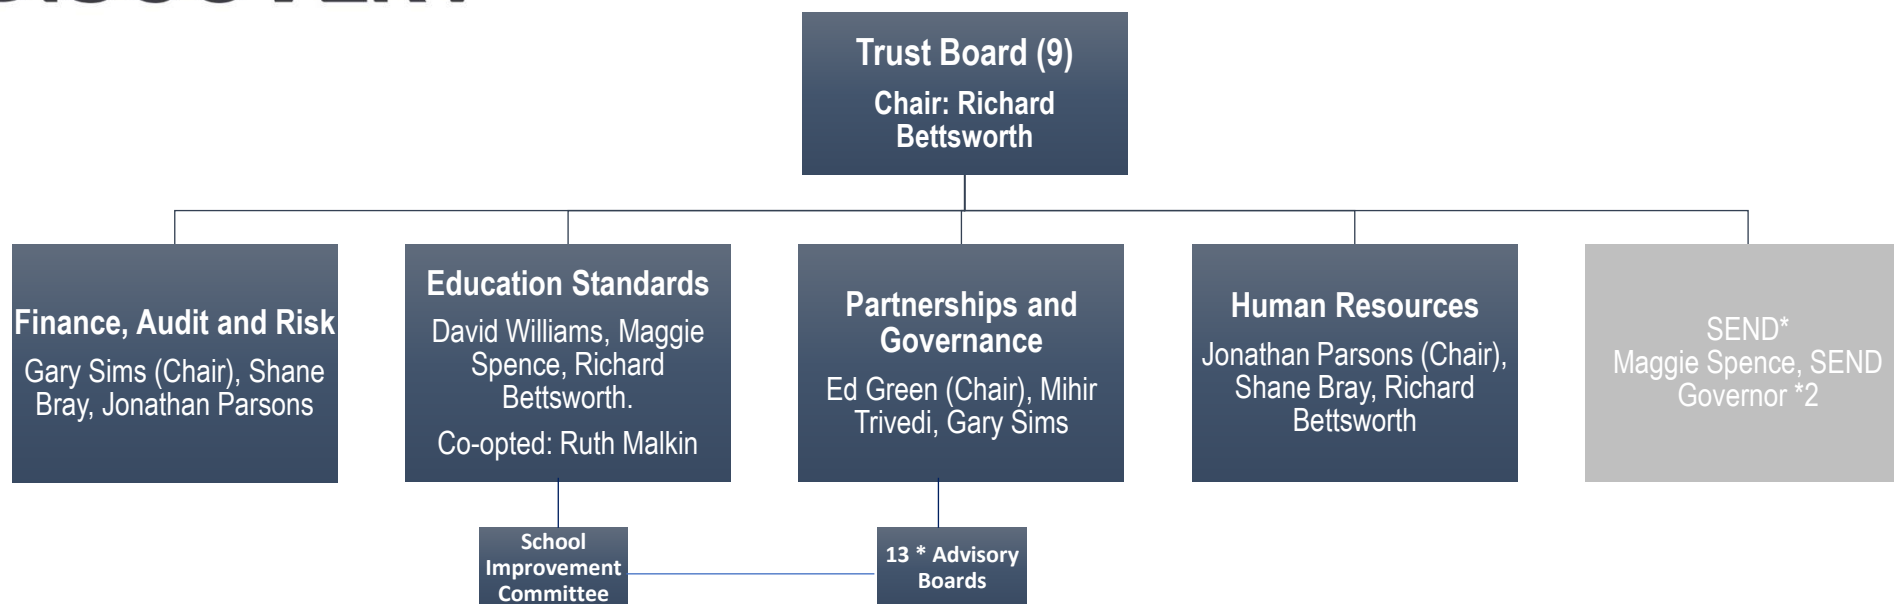 Trust Board (9)
Chair: Richard
Bettsworth
Finance, Audit and Risk
Gary Sims (Chair), Shane
Bray, Jonathan Parsons
Education Standards
David Williams, Maggie
Spence, Richard
Bettsworth.
Co-opted: Ruth Malkin
Partnerships and
Governance
Ed Green (Chair), Mihir
Trivedi, Gary Sims
Human Resources
Jonathan Parsons (Chair),
Shane Bray, Richard
Bettsworth
SEND*
Maggie Spence, SEND
Governor *2
School
Improvement
Committee
13 * Advisory
Boards